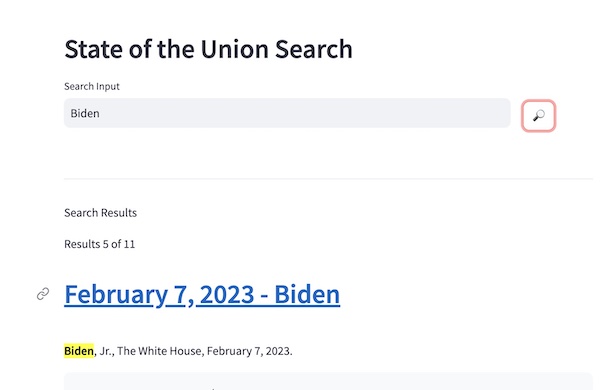 State of the Union Search
Search Input
Biden
Search Results
Results 5 of 11
February 7, 2023 - Biden
Biden, Jr., The White House, February 7, 2023.